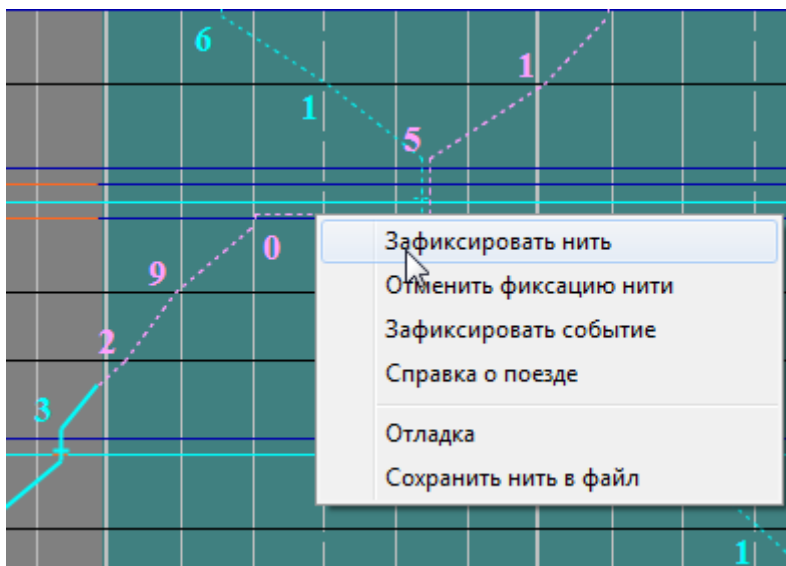 6
1
1
5
0
9
2
3
Зафиксировать нить
Отменить фиксацию нити
Зафиксировать событие
Справка о поезде
Отладка
Сохранить нить в файл
1